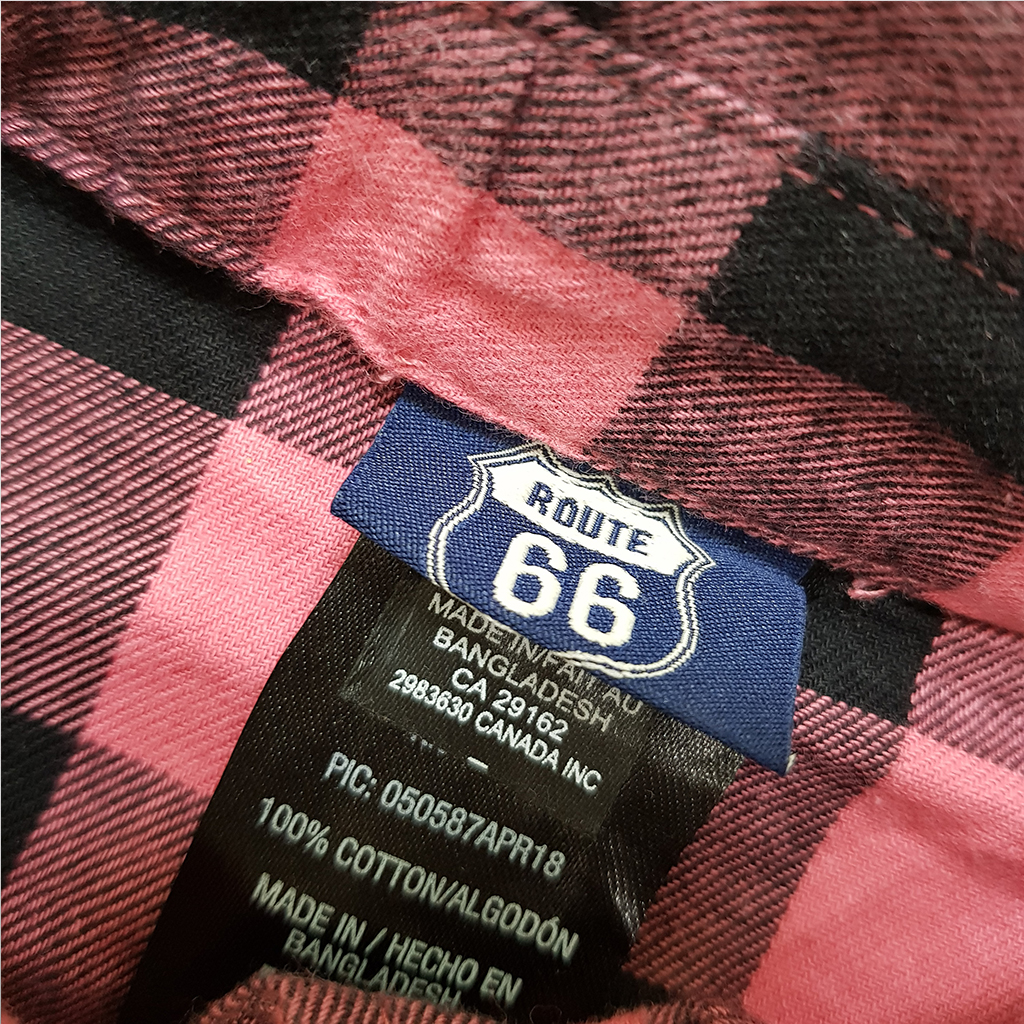 ROUTE
66
MADE IN/FAIT AU
BANGLADESH
CA 29162
2983630 CANADA INC
PIC: 050587APR18
100% COTTON/ALGODÓN
MADE IN / HECHO EN
BANGLADESH